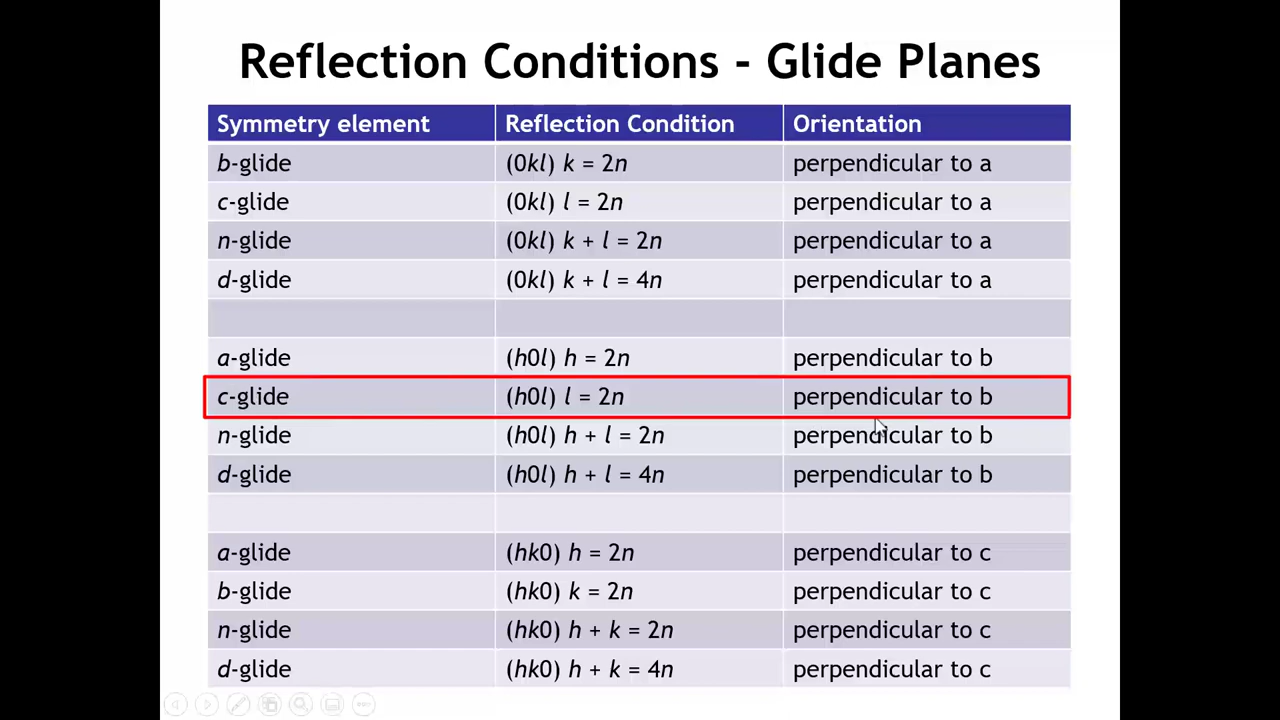 Reflection Conditions - Glide Planes
Symmetry element Reflection Condition Orientation
b-glide (0kl) k = 2n perpendicular to a
c-glide (0kl) l = 2n perpendicular to a
n-glide (0kl) k + l = 2n perpendicular to a
d-glide (0kl) k + l = 4n perpendicular to a
a-glide (h0l) h = 2n perpendicular to b
c-glide (h0l) l = 2n perpendicular to b
n-glide (h0l) h + l = 2n perpendicular to b
d-glide (h0l) h + l = 4n perpendicular to b
a-glide (hk0) h = 2n perpendicular to c
b-glide (hk0) k = 2n perpendicular to c
n-glide (hk0) h + k = 2n perpendicular to c
d-glide (hk0) h + k = 4n perpendicular to c